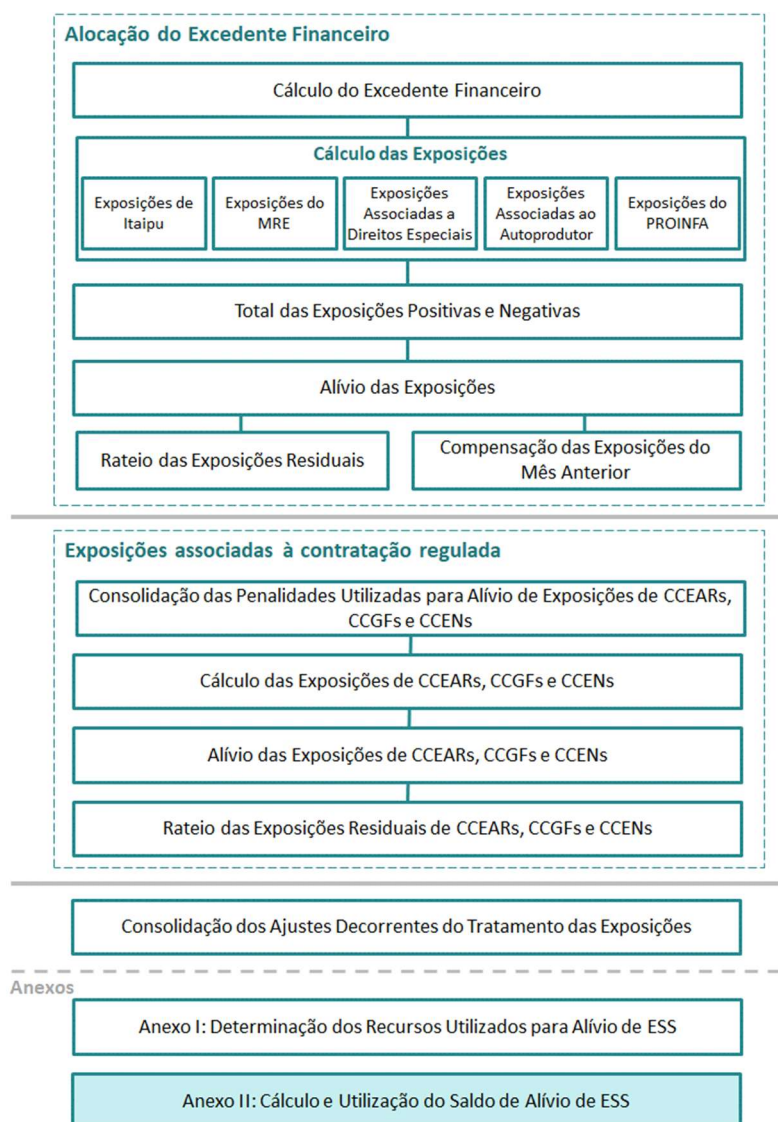 Alocação do Excedente Financeiro
Cálculo do Excedente Financeiro
Cálculo das Exposições
Exposições de
Itaipu
Exposições do
MRE
Exposições
Associadas a
Direitos Especiais
Exposições
Associadas ao
Autoprodutor
Exposições do
PROINFA
Total das Exposições Positivas e Negativas
Alívio das Exposições
Rateio das Exposições Residuais
Compensação das Exposições do
Mês Anterior
Exposições associadas à contratação regulada
Consolidação das Penalidades Utilizadas para Alívio de Exposições de CCEARs,
CCGFs e CCENs
Cálculo das Exposições de CCEARs, CCGFs e CCENs
Alívio das Exposições de CCEARs, CCGFs e CCENs
Rateio das Exposições Residuais de CCEARs, CCGFs e CCENs
Consolidação dos Ajustes Decorrentes do Tratamento das Exposições
Anexos
Anexo I: Determinação dos Recursos Utilizados para Alívio de ESS
Anexo II: Cálculo e Utilização do Saldo de Alívio de ESS